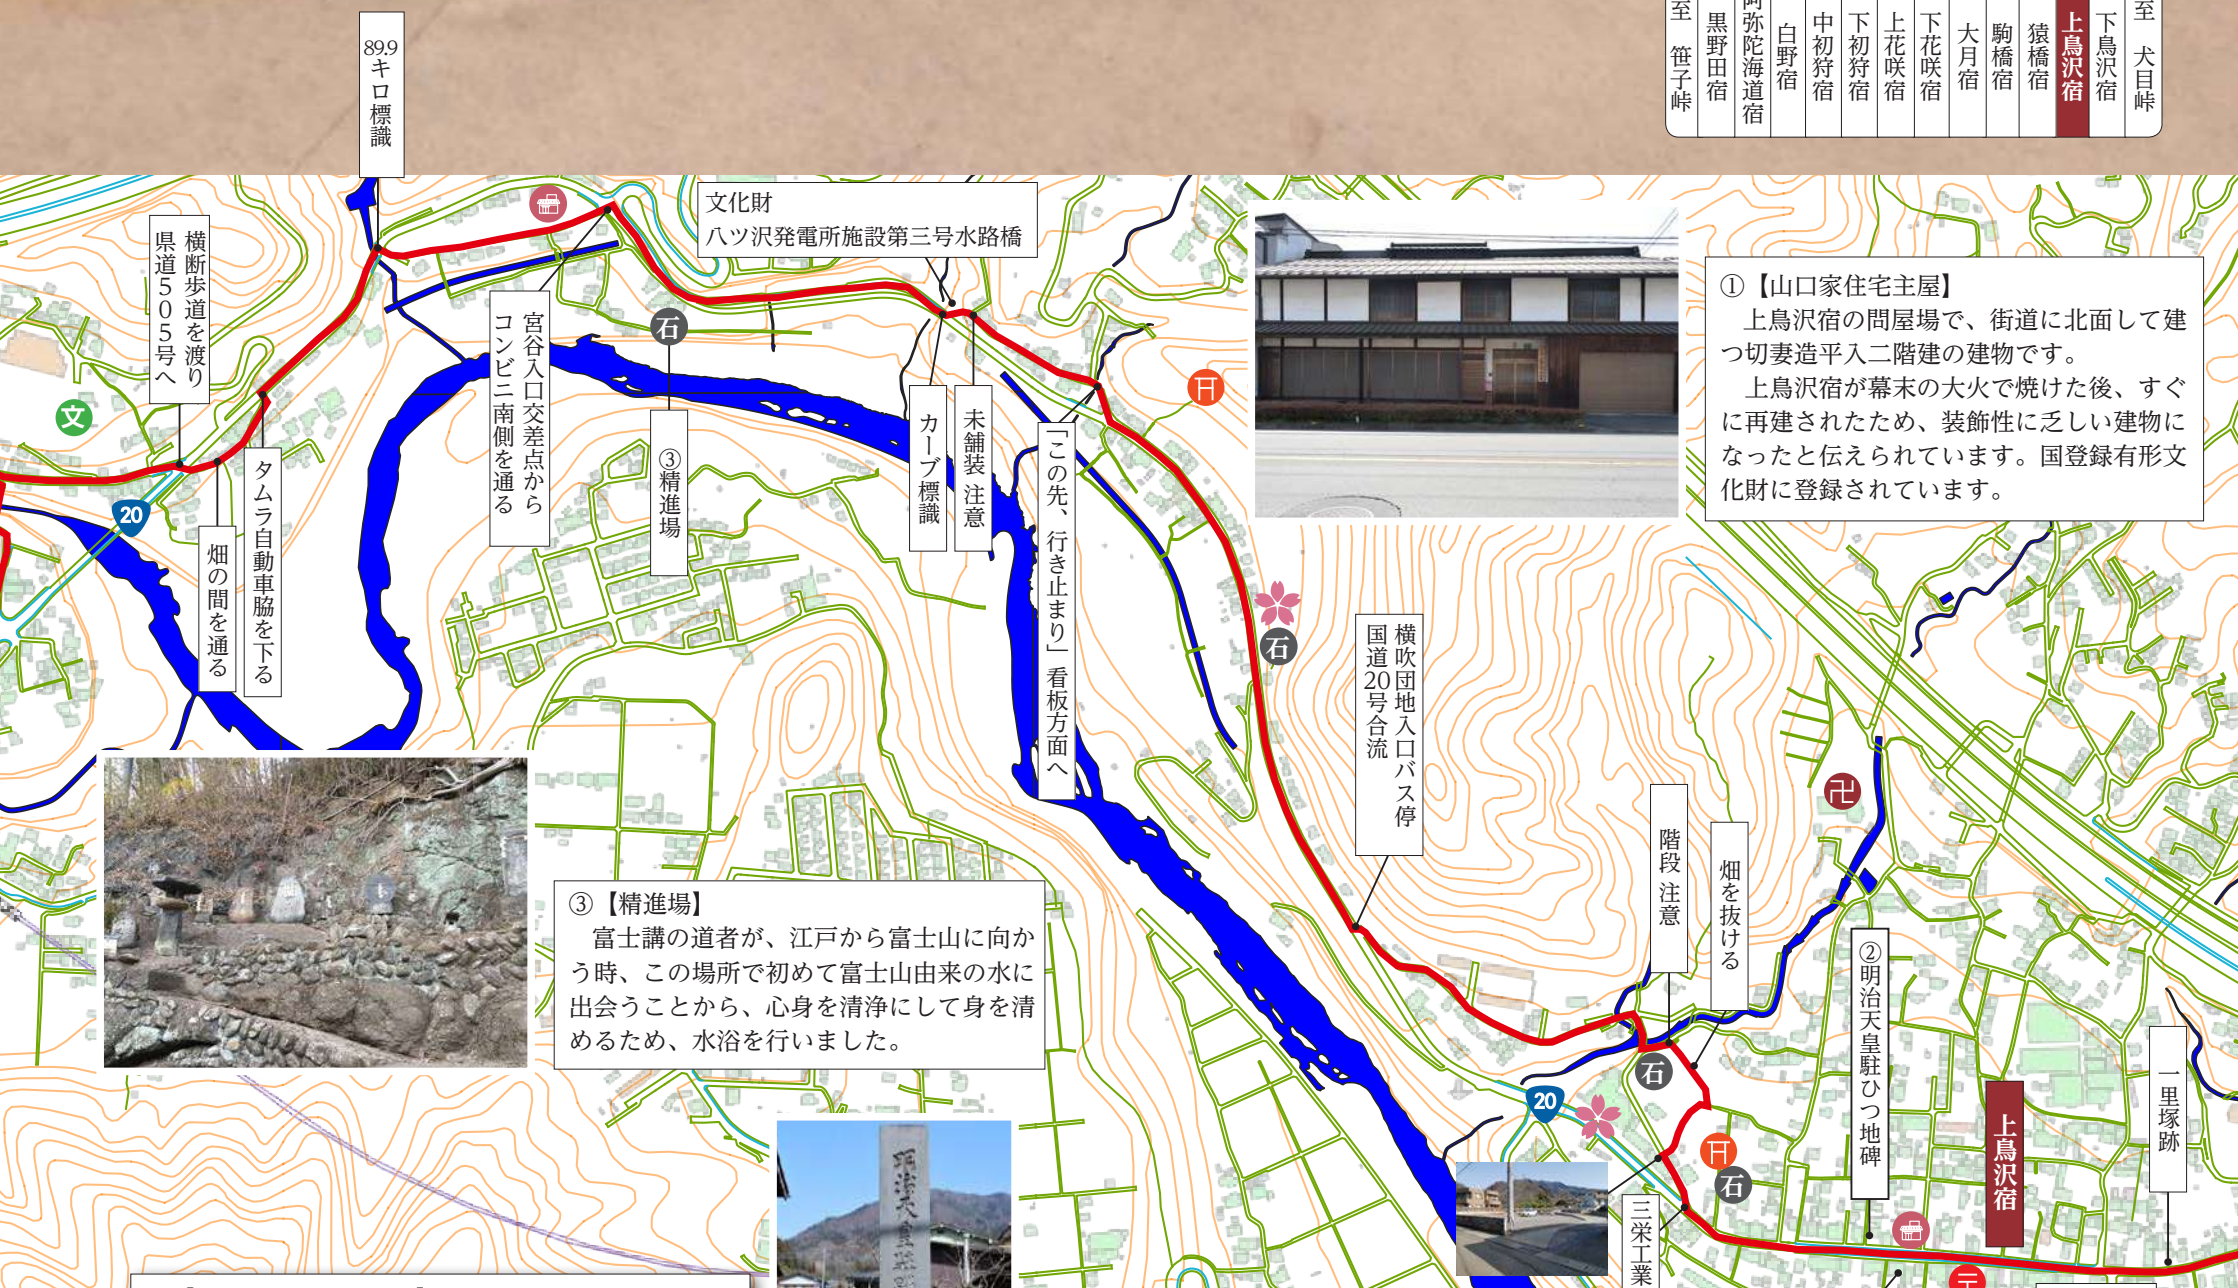 至 犬目峠
下鳥沢宿
上鳥沢宿
猿橋宿
駒橋宿
大月宿
下花咲宿
上花咲宿
下初狩宿
中初狩宿
白野宿
阿弥陀海道宿
黒野田宿
至 笹子峠
89.9キロ標識
文化財
八ツ沢発電所施設第三号水路橋
①【山口家住宅主屋】
上鳥沢宿の問屋場で、街道に北面して建
つ切妻造平入二階建の建物です。
上鳥沢宿が幕末の大火で焼けた後、すぐ
に再建されたため、装飾性に乏しい建物に
なったと伝えられています。国登録有形文
化財に登録されています。
横断歩道を渡り
県道505号へ
文
20
畑の間を通る
タムラ自動車脇を下る
宮谷入口交差点から
コンビニ南側を通る
石
③精進場
カーブ標識
未舗装 注意
「この先、行き止まり」看板方面へ
石
横吹団地入口バス停
国道20号合流
階段 注意
畑を抜ける
卍
②明治天皇駐ひつ地碑
上鳥沢宿
一里塚跡
③【精進場】
富士講の道者が、江戸から富士山に向か
う時、この場所で初めて富士山由来の水に
出会うことから、心身を清浄にして身を清
めるため、水浴を行いました。
石
20
石
三栄工業
明治天皇